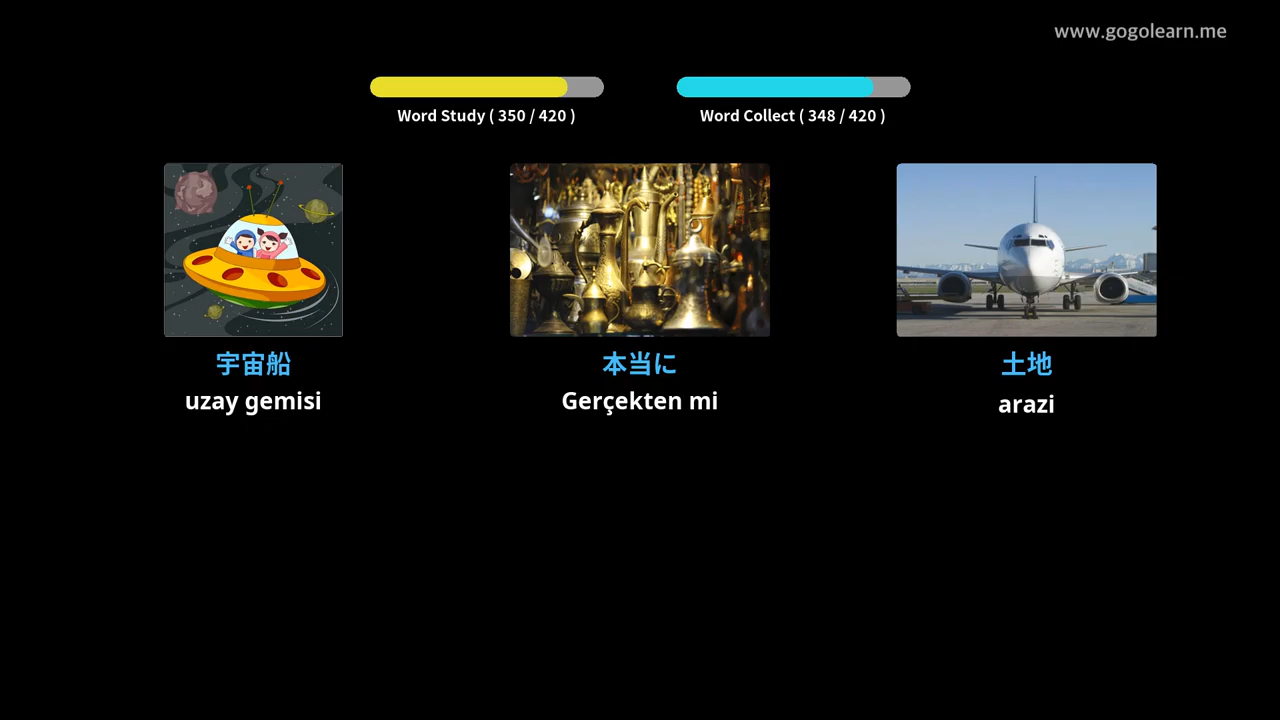 www.gogolearn.me
Word Study ( 350 / 420 )
Word Collect ( 348 / 420 )
宇宙船
uzay gemisi
本当に
Gerçekten mi
土地
arazi